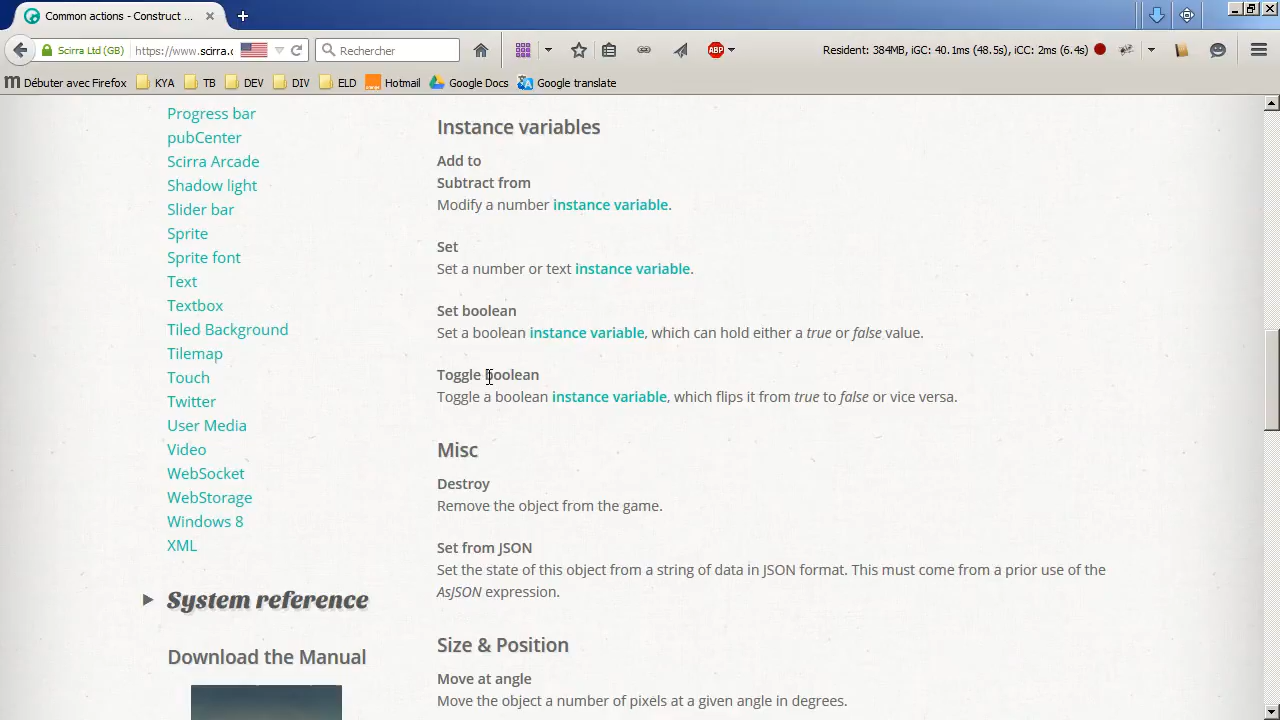 Common actions - Construct ...
Scirra Ltd (GB)
https://www.scirra.c
Rechercher
Resident: 384MB, iGC: 40.1ms (48.5s), iCC: 2ms (6.4s)
ABP
Débuter avec Firefox
KYA
TB
DEV
DIV
ELD
Hotmail
Google Docs
Google translate
Progress bar
pubCenter
Scirra Arcade
Shadow light
Slider bar
Sprite
Sprite font
Text
Textbox
Tiled Background
Tilemap
Touch
Twitter
User Media
Video
WebSocket
WebStorage
Windows 8
XML
System reference
Download the Manual
Instance variables
Add to
Subtract from
Modify a number instance variable.
Set
Set a number or text instance variable.
Set boolean
Set a boolean instance variable, which can hold either a true or false value.
Toggle boolean
Toggle a boolean instance variable, which flips it from true to false or vice versa.
Misc
Destroy
Remove the object from the game.
Set from JSON
Set the state of this object from a string of data in JSON format. This must come from a prior use of the
AsJSON expression.
Size & Position
Move at angle
Move the object a number of pixels at a given angle in degrees.